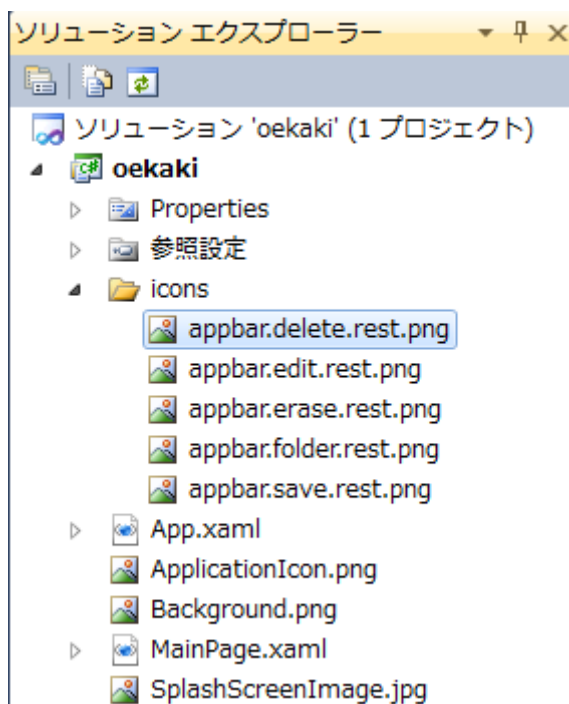 ソリューション エクスプローラー
ソリューション 'oekaki' (1 プロジェクト)
oekaki
Properties
参照設定
icons
appbar.delete.rest.png
appbar.edit.rest.png
appbar.erase.rest.png
appbar.folder.rest.png
appbar.save.rest.png
App.xaml
ApplicationIcon.png
Background.png
MainPage.xaml
SplashScreenImage.jpg